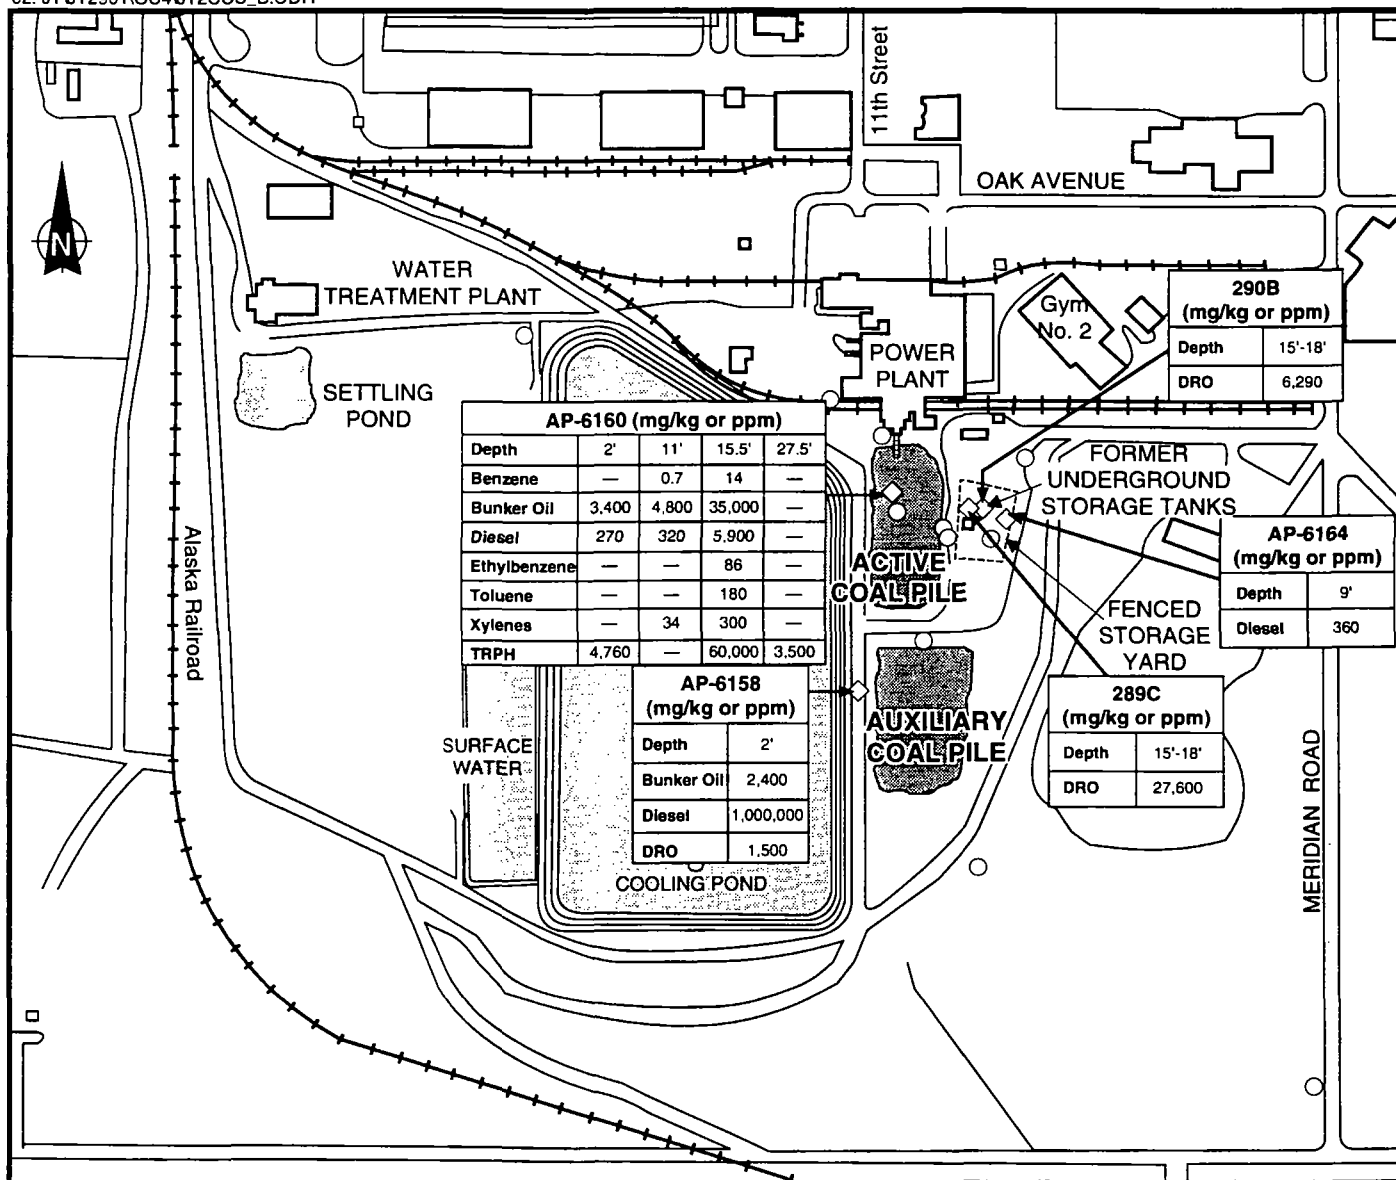 11th Street
OAK AVENUE
N
WATER
TREATMENT PLANT
Gym
No. 2
290B
(mg/kg or ppm)
Depth 15'-18'
DRO 6,290
POWER
PLANT
SETTLING
POND
AP-6160 (mg/kg or ppm)
Depth 2' 11' 15.5' 27.5'
Benzene — 0.7 14 —
Bunker Oil 3,400 4,800 35,000 —
Diesel 270 320 5,900 —
Ethylbenzene — — 86 —
Toluene — — 180 —
Xylenes — 34 300 —
TRPH 4,760 — 60,000 3,500
FORMER
UNDERGROUND
STORAGE TANKS
AP-6164
(mg/kg or ppm)
Depth 9'
Diesel 360
ACTIVE
COAL PILE
Alaska Railroad
FENCED
STORAGE
YARD
AP-6158
(mg/kg or ppm)
Depth 2'
Bunker Oil 2,400
Diesel 1,000,000
DRO 1,500
289C
(mg/kg or ppm)
Depth 15'-18'
DRO 27,600
AUXILIARY
COAL PILE
SURFACE
WATER
MERIDIAN ROAD
COOLING POND